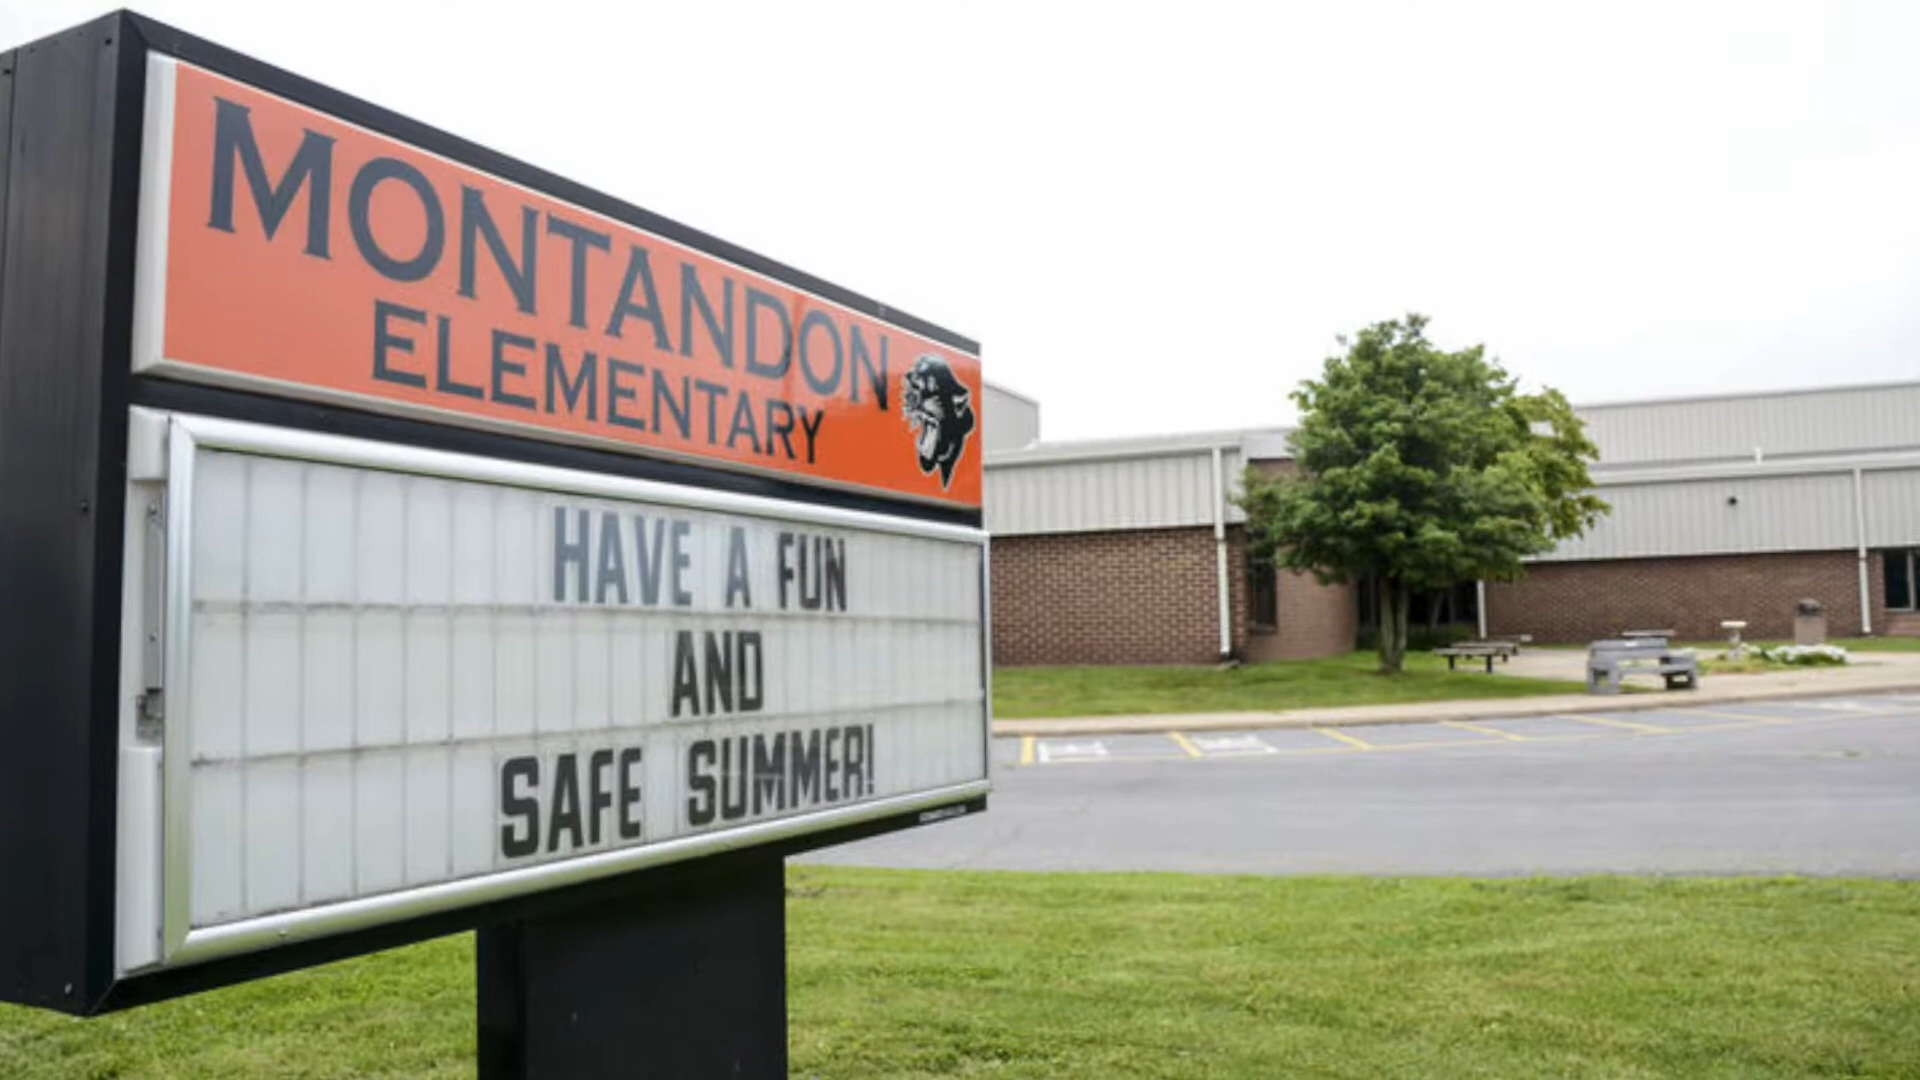 MONTANDON
ELEMENTARY
HAVE A FUN
AND
SAFE SUMMER!